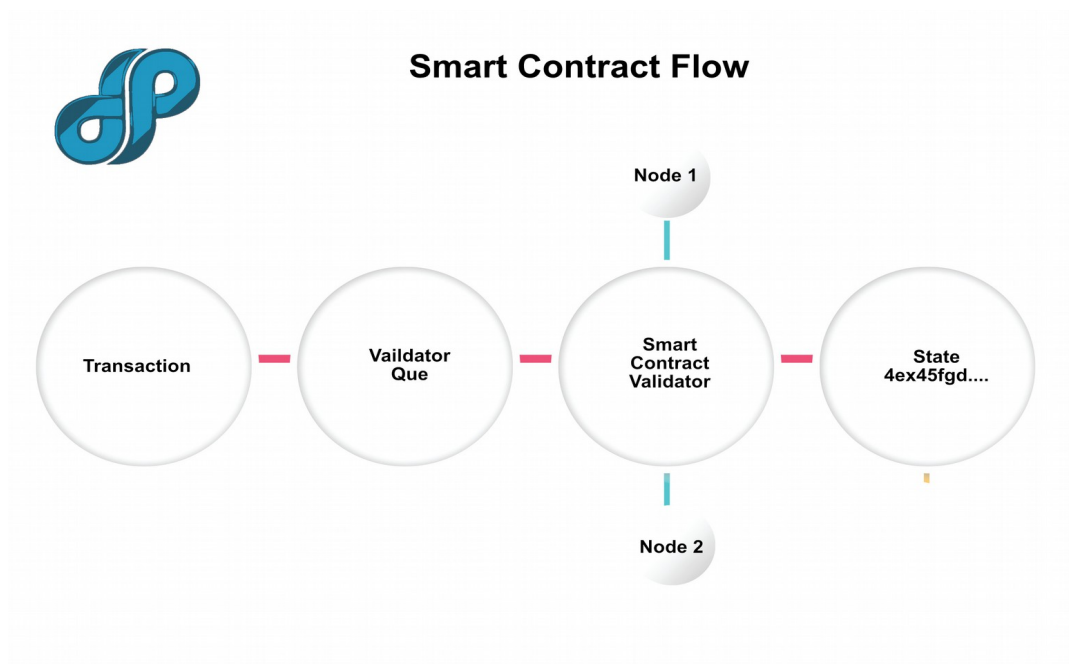 Smart Contract Flow
Node 1
Transaction
Vaildator
Que
Smart
Contract
Validator
State
4ex45fgd....
Node 2